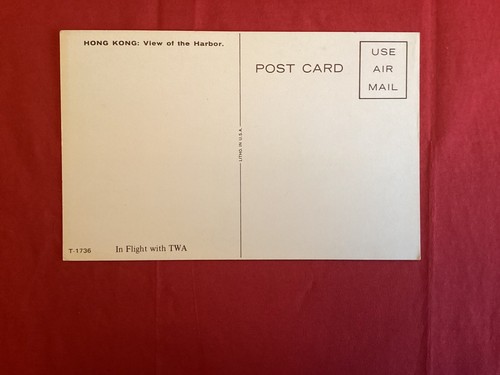 HONG KONG: View of the Harbor.
POST CARD
USE
AIR
MAIL
LITHO. IN U.S.A.
T-1736
In Flight with TWA